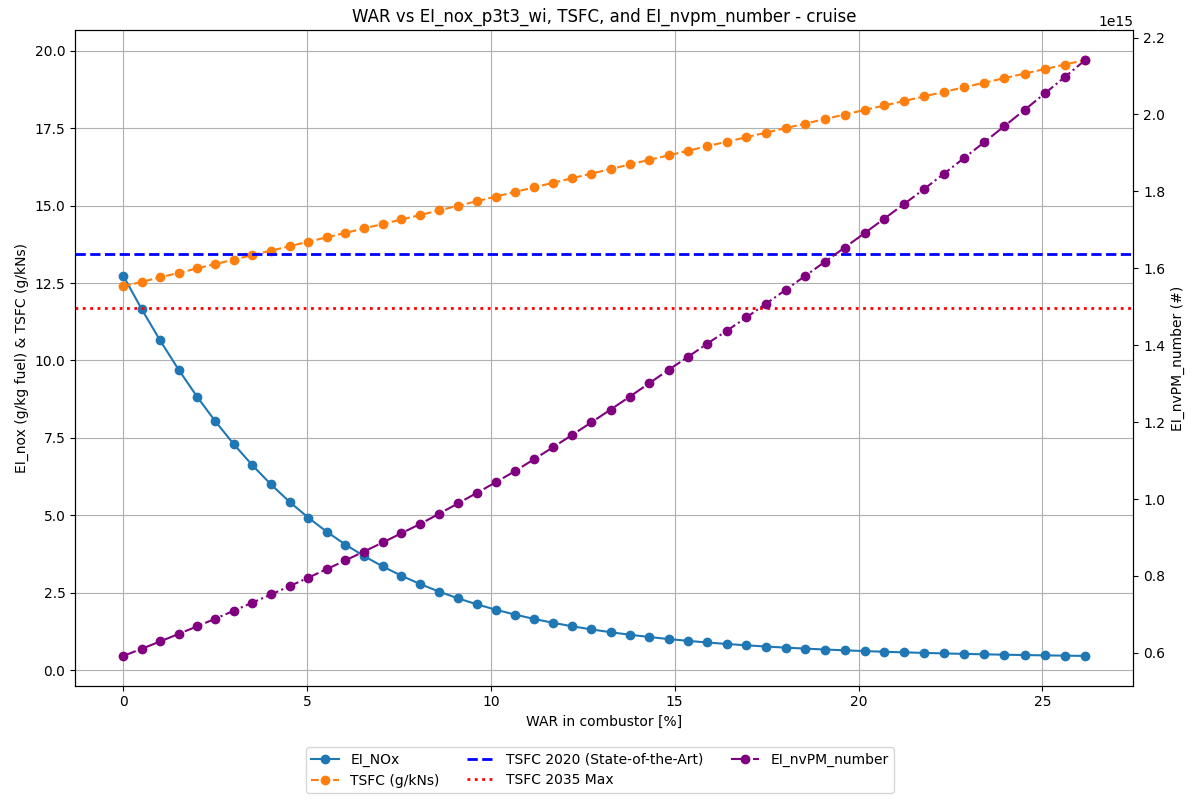 WAR vs EI_nox_p3t3_wi, TSFC, and EI_nvpm_number - cruise
1e15
20.0
17.5
15.0
12.5
10.0
7.5
5.0
2.5
0.0
EI_nox (g/kg fuel) & TSFC (g/kNs)
2.2
2.0
1.8
1.6
1.4
1.2
1.0
0.8
0.6
EI_nvPM_number (#)
0 5 10 15 20 25
WAR in combustor [%]
EI_NOx TSFC 2020 (State-of-the-Art) EI_nvPM_number
TSFC (g/kNs) TSFC 2035 Max